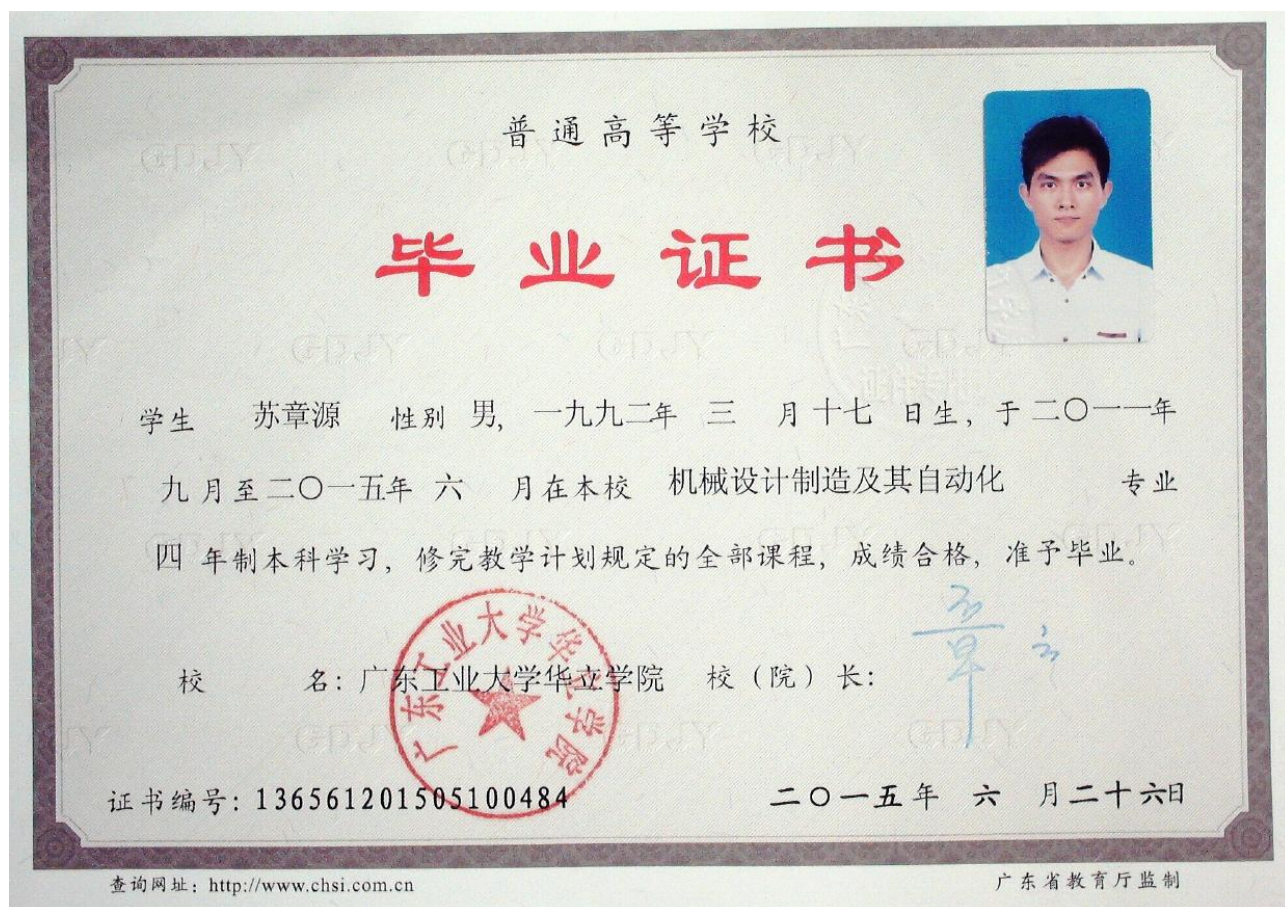 普通高等学校
毕业证书
学生 苏章源 性别 男, 一九九二年 三 月十七 日生, 于二〇一一年
九月至二〇一五年 六 月在本校 机械设计制造及其自动化 专业
四 年制本科学习, 修完教学计划规定的全部课程, 成绩合格, 准予毕业。
广东工业大学华立学院
校 名: 广东工业大学华立学院 校（院）长: 章云
证书编号: 136561201505100484 二〇一五年 六 月二十六日
查询网址: http://www.chsi.com.cn 广东省教育厅监制